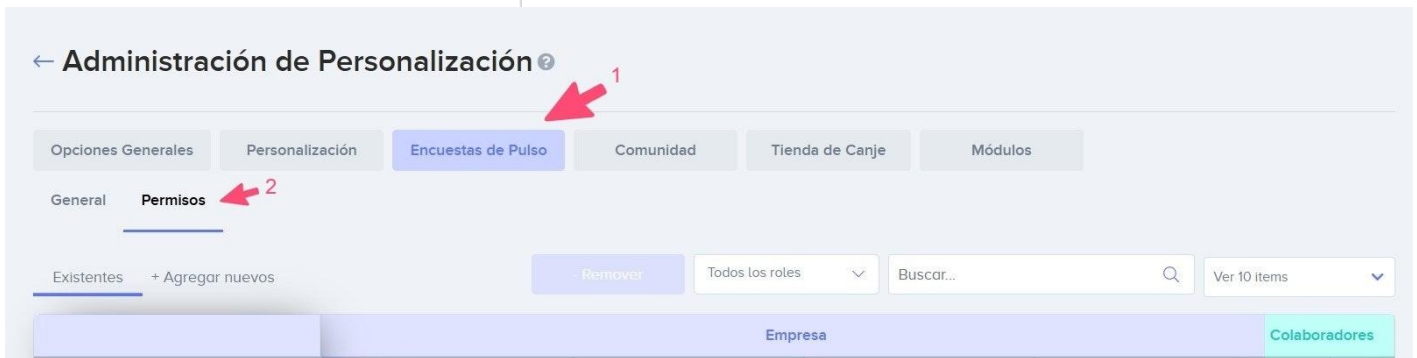 ← Administración de Personalización ?
1
Opciones Generales Personalización Encuestas de Pulso Comunidad Tienda de Canje Módulos
General Permisos 2
Existentes + Agregar nuevos - Remover Todos los roles Buscar... Ver 10 items
Empresa Colaboradores